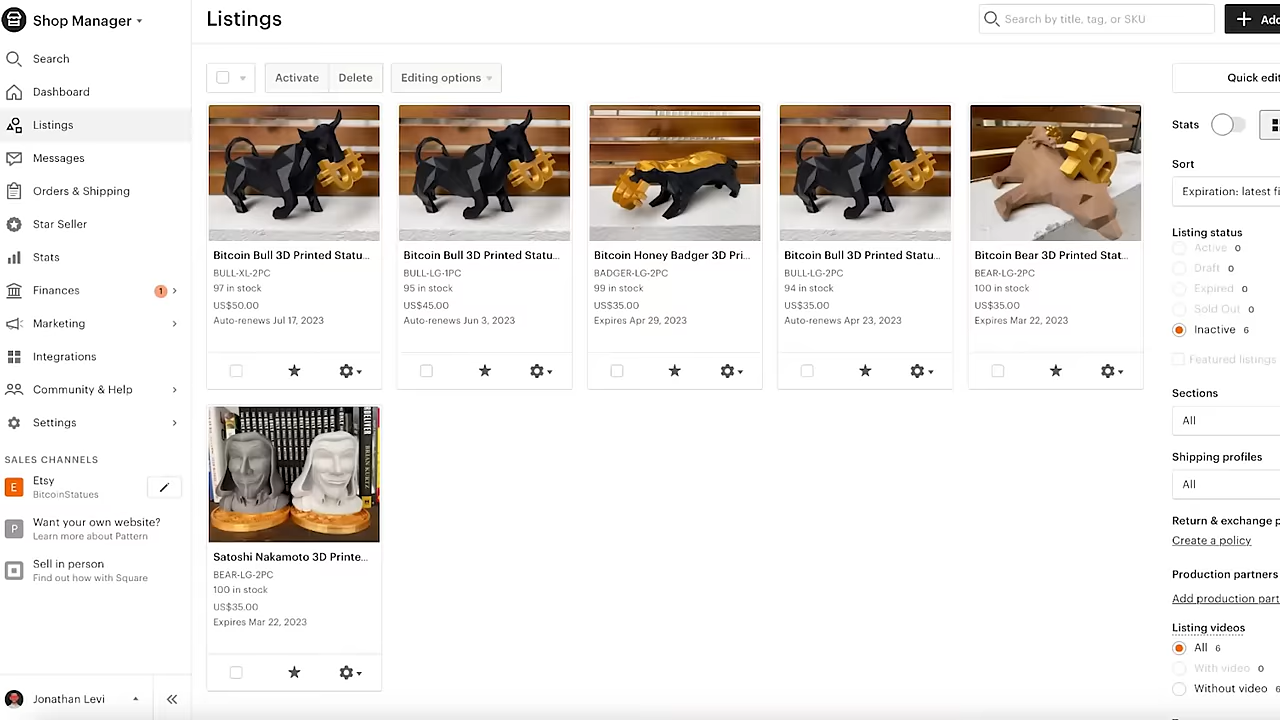 Shop Manager
Search
Dashboard
Listings
Messages
Orders & Shipping
Star Seller
Stats
Finances 1
Marketing
Integrations
Community & Help
Settings
SALES CHANNELS
E Etsy
BitcoinStatues
P Want your own website?
Learn more about Pattern
Sell in person
Find out how with Square
Jonathan Levi
Listings
Search by title, tag, or SKU
Activate
Delete
Editing options
Bitcoin Bull 3D Printed Statu...
BULL-XL-2PC
97 in stock
US$50.00
Auto-renews Jul 17, 2023
Bitcoin Bull 3D Printed Statu...
BULL-LG-1PC
95 in stock
US$45.00
Auto-renews Jun 3, 2023
Bitcoin Honey Badger 3D Pri...
BADGER-LG-2PC
99 in stock
US$35.00
Expires Apr 29, 2023
Bitcoin Bull 3D Printed Statu...
BULL-LG-2PC
94 in stock
US$35.00
Auto-renews Apr 23, 2023
Bitcoin Bear 3D Printed Stat...
BEAR-LG-2PC
100 in stock
US$35.00
Expires Mar 22, 2023
BRIAN KURTZ
Satoshi Nakamoto 3D Printe...
BEAR-LG-2PC
100 in stock
US$35.00
Expires Mar 22, 2023
Add
Quick edit
Stats
Sort
Expiration: latest fi
Listing status
Active 0
Draft 0
Expired 0
Sold Out 0
Inactive 6
Featured listings
Sections
All
Shipping profiles
All
Return & exchange p
Create a policy
Production partners
Add production part
Listing videos
All 6
With video 0
Without video 6